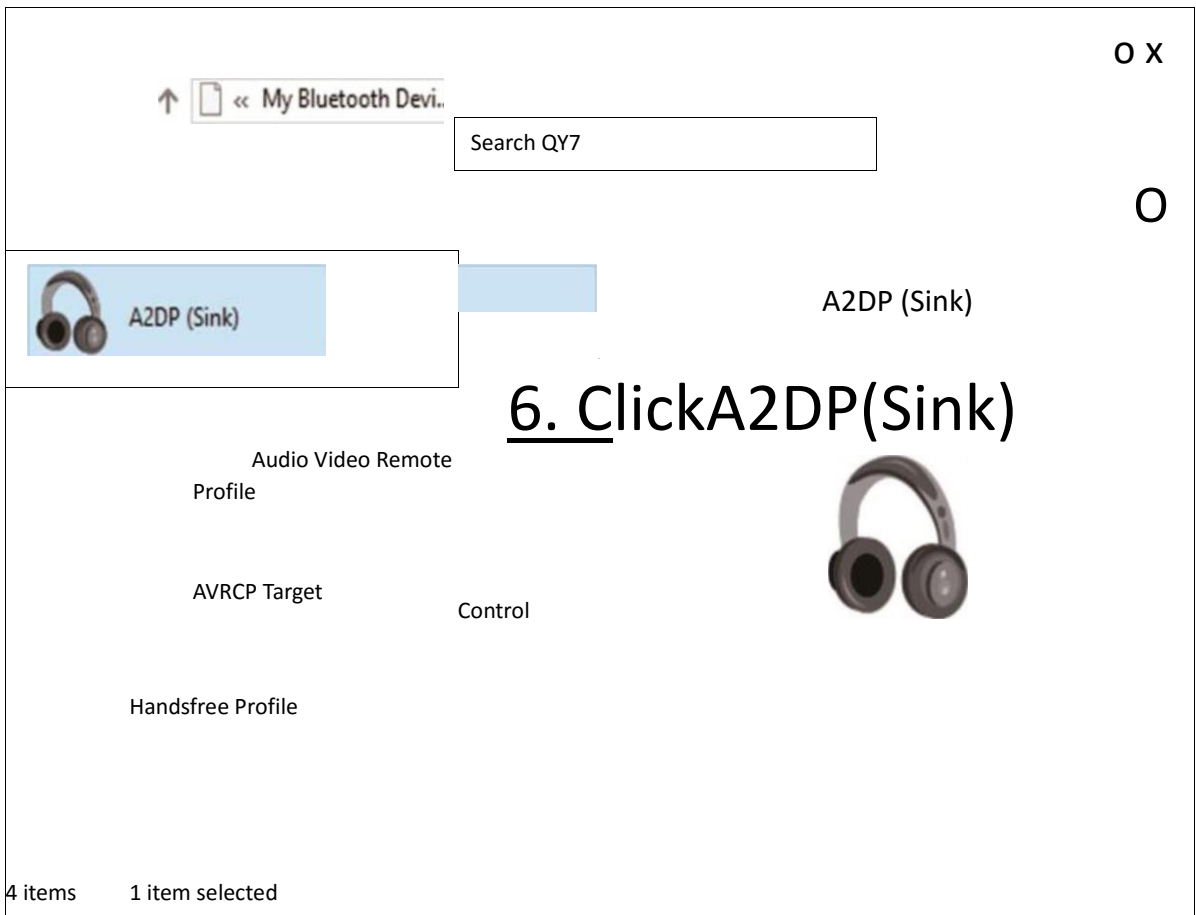 o x
« My Bluetooth Devi..
Search QY7
O
A2DP (Sink)
A2DP (Sink)
6. ClickA2DP(Sink)
Audio Video Remote
Profile
AVRCP Target
Control
Handsfree Profile
4 items 1 item selected